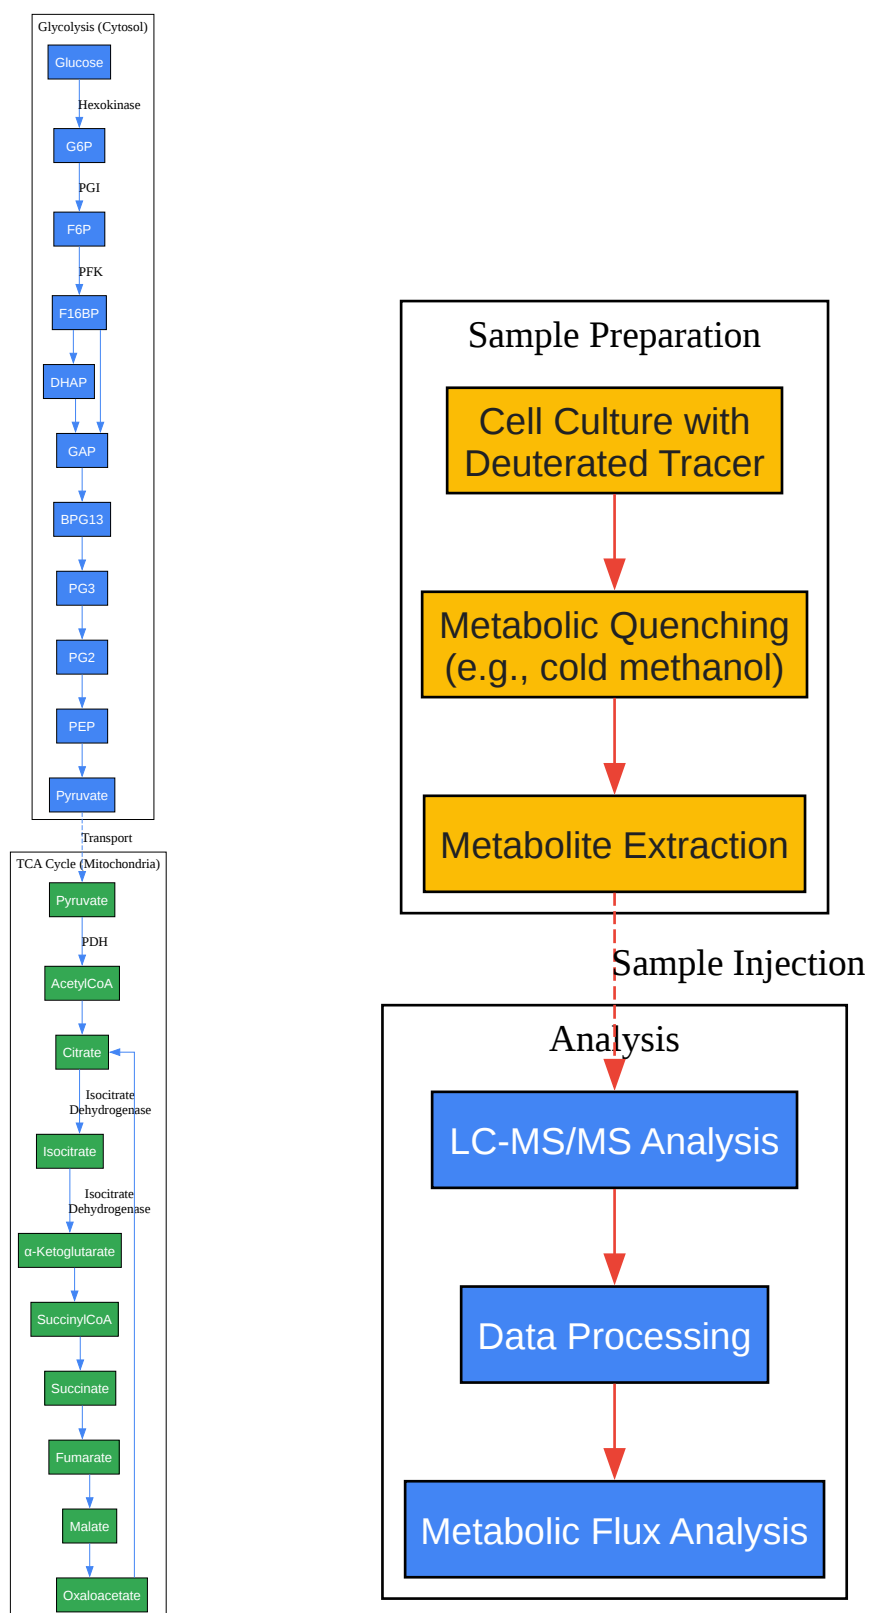 Glycolysis (Cytosol)
Glucose
Hexokinase
G6P
PGI
F6P
PFK
F16BP
DHAP
GAP
BPG13
PG3
PG2
PEP
Pyruvate
Transport
TCA Cycle (Mitochondria)
Pyruvate
PDH
AcetylCoA
Citrate
Isocitrate
Dehydrogenase
Isocitrate
Isocitrate
Dehydrogenase
α-Ketoglutarate
SuccinylCoA
Succinate
Fumarate
Malate
Oxaloacetate
Sample Preparation
Cell Culture with
Deuterated Tracer
Metabolic Quenching
(e.g., cold methanol)
Metabolite Extraction
Sample Injection
Analysis
LC-MS/MS Analysis
Data Processing
Metabolic Flux Analysis